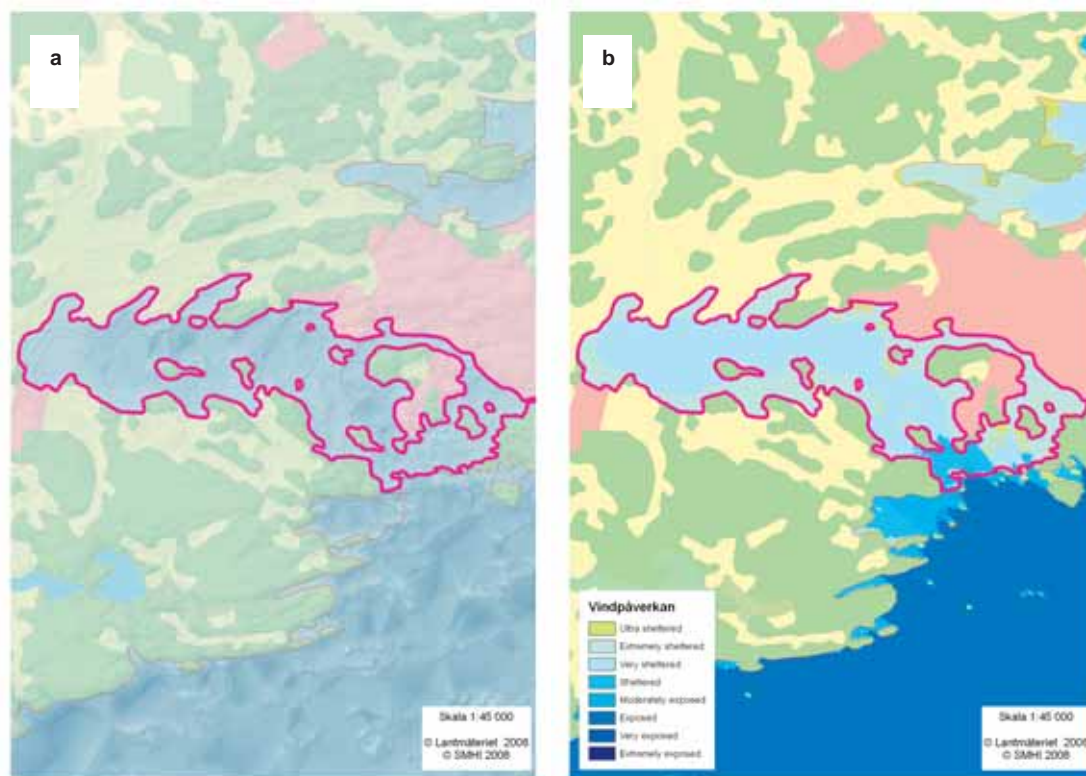 a
Skala 1:45 000
© Lantmäteriet 2008
© SMHI 2008
b
Vindpåverkan
Ultra sheltered
Extremely sheltered
Very sheltered
Sheltered
Moderately exposed
Exposed
Very exposed
Extremely exposed
Skala 1:45 000
© Lantmäteriet 2008
© SMHI 2008